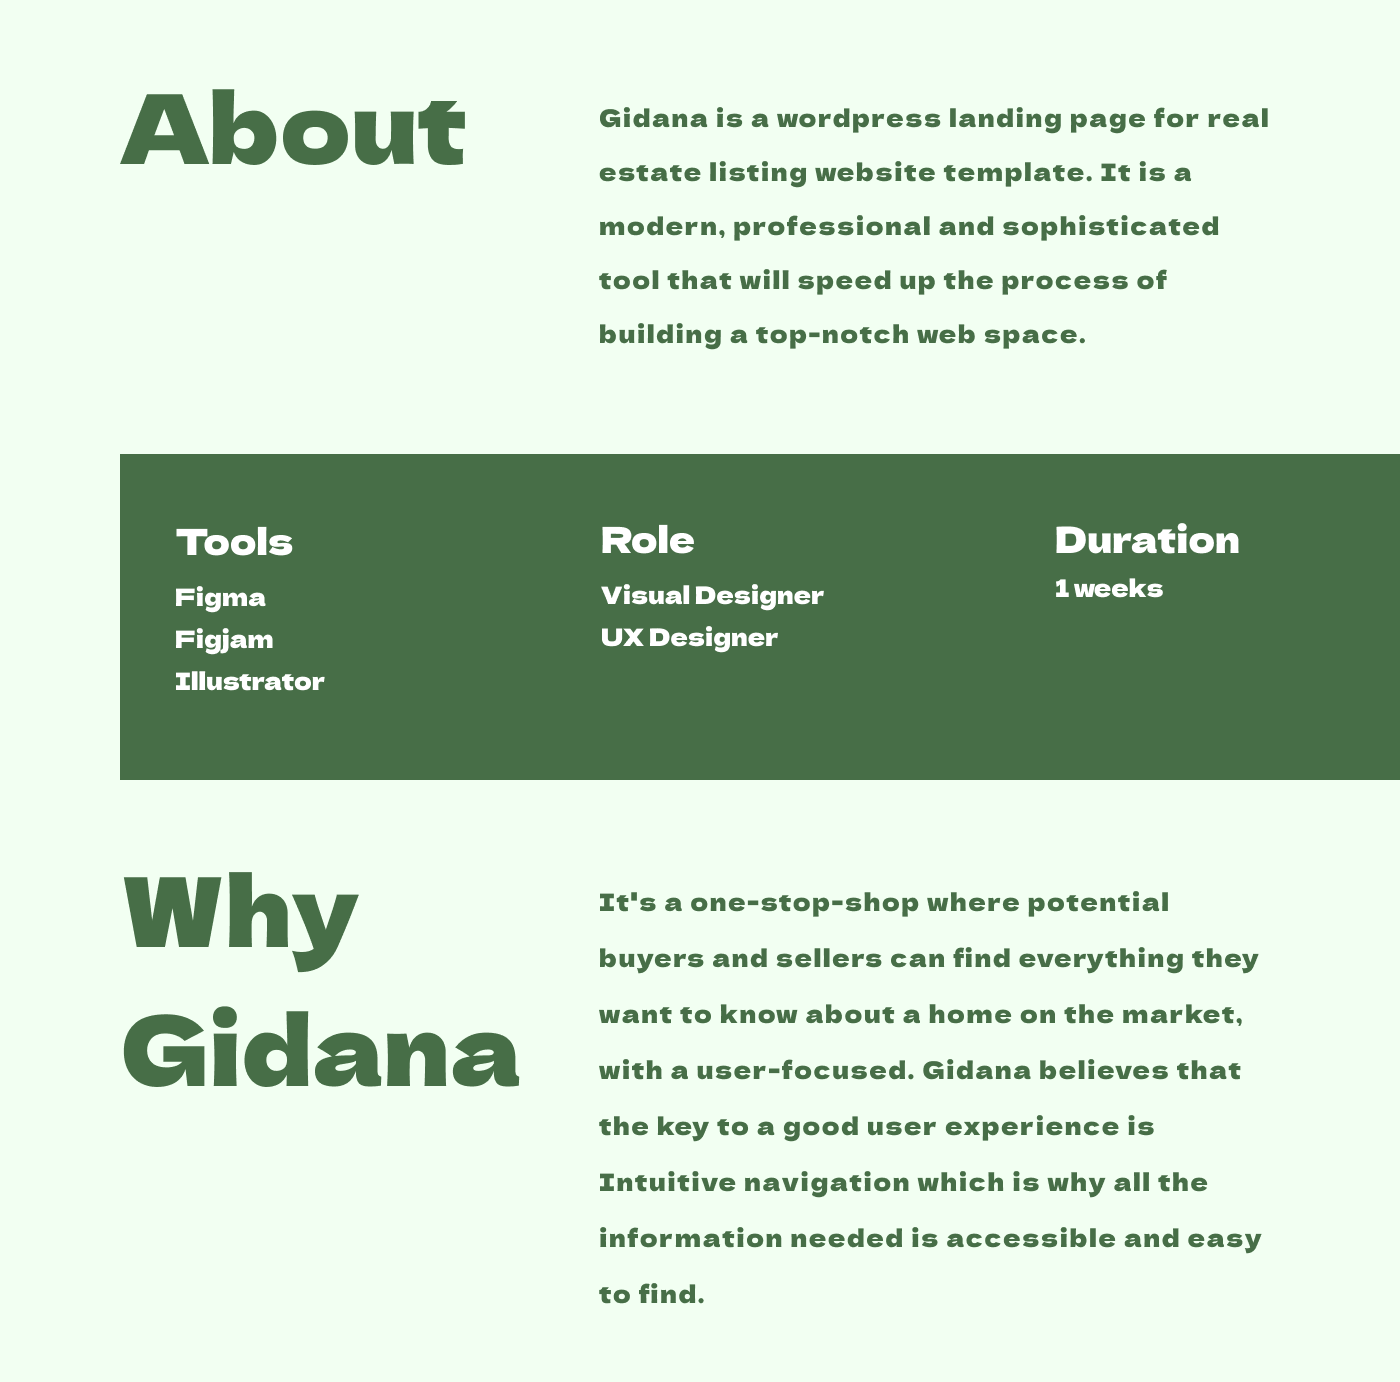 About
Gidana is a wordpress landing page for real
estate listing website template. It is a
modern, professional and sophisticated
tool that will speed up the process of
building a top-notch web space.
Tools
Figma
Figjam
Illustrator
Role
Visual Designer
UX Designer
Duration
1 weeks
Why
Gidana
It's a one-stop-shop where potential
buyers and sellers can find everything they
want to know about a home on the market,
with a user-focused. Gidana believes that
the key to a good user experience is
Intuitive navigation which is why all the
information needed is accessible and easy
to find.